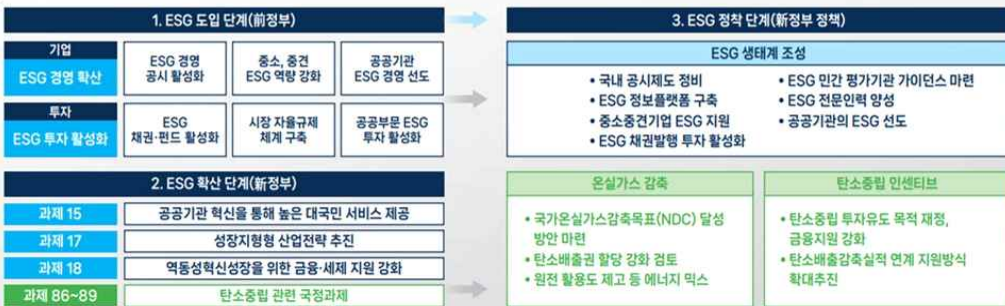 1. ESG 도입 단계(前정부)
기업
ESG 경영 확산
ESG 경영
공시 활성화
중소, 중견
ESG 역량 강화
공공기관
ESG 경영 선도
투자
ESG 투자 활성화
ESG
채권·펀드 활성화
시장 자율규제
체계 구축
공공부문 ESG
투자 활성화
2. ESG 확산 단계(新정부)
과제 15
공공기관 혁신을 통해 높은 대국민 서비스 제공
과제 17
성장지형형 산업전략 추진
과제 18
역동성혁신성장을 위한 금융·세제 지원 강화
과제 86~89
탄소중립 관련 국정과제
3. ESG 정착 단계(新정부 정책)
ESG 생태계 조성
• 국내 공시제도 정비
• ESG 정보플랫폼 구축
• 중소중견기업 ESG 지원
• ESG 채권발행 투자 활성화
• ESG 민간 평가기관 가이던스 마련
• ESG 전문인력 양성
• 공공기관의 ESG 선도
온실가스 감축
• 국가온실가스감축목표(NDC) 달성
방안 마련
• 탄소배출권 할당 강화 검토
• 원전 활용도 제고 등 에너지 믹스
탄소중립 인센티브
• 탄소중립 투자유도 목적 재정,
금융지원 강화
• 탄소배출감축실적 연계 지원방식
확대추진